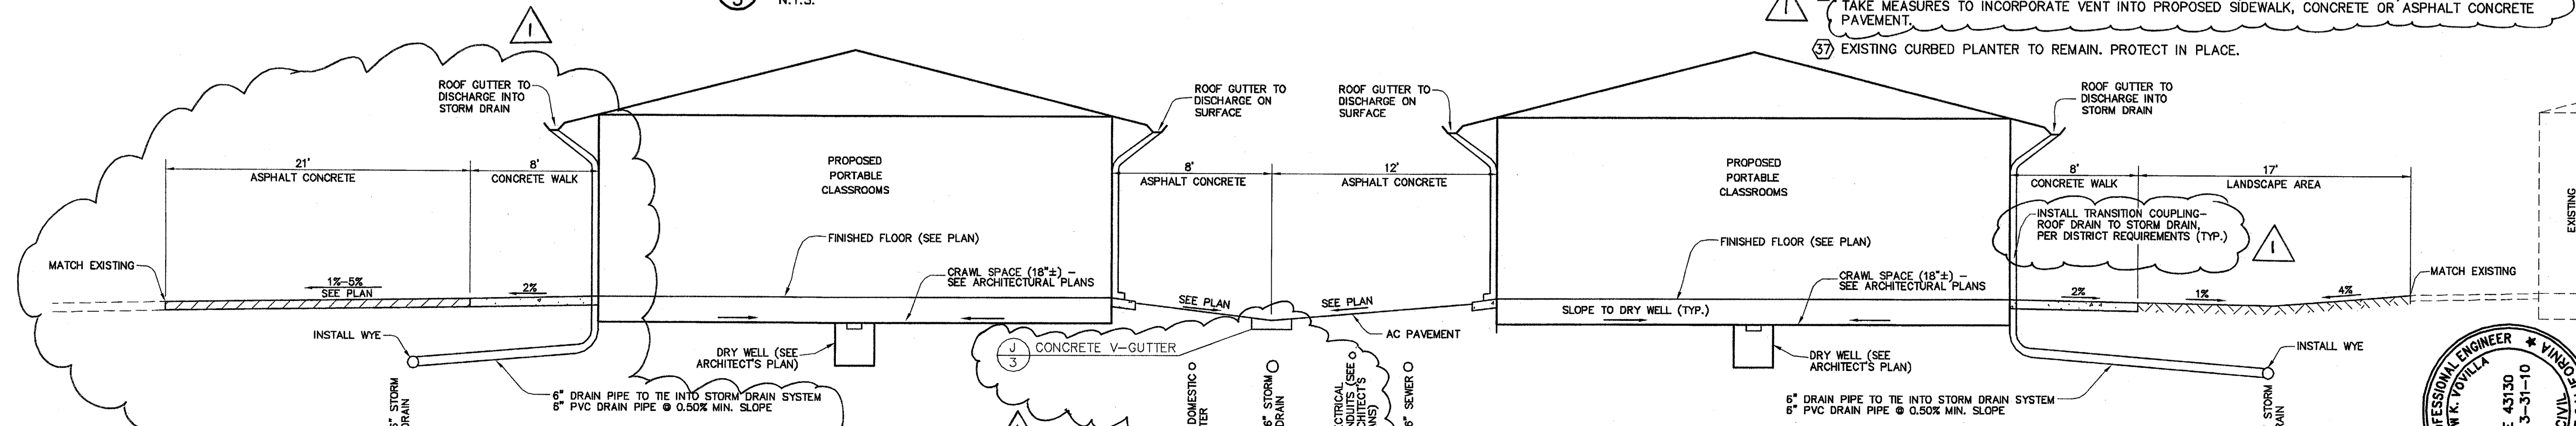 3
N.T.S.
1
TAKE MEASURES TO INCORPORATE VENT INTO PROPOSED SIDEWALK, CONCRETE OR ASPHALT CONCRETE
PAVEMENT.
37 EXISTING CURBED PLANTER TO REMAIN. PROTECT IN PLACE.
1
ROOF GUTTER TO
DISCHARGE INTO
STORM DRAIN
ROOF GUTTER TO
DISCHARGE ON
SURFACE
ROOF GUTTER TO
DISCHARGE ON
SURFACE
ROOF GUTTER TO
DISCHARGE INTO
STORM DRAIN
21'
ASPHALT CONCRETE
8'
CONCRETE WALK
PROPOSED
PORTABLE
CLASSROOMS
8'
ASPHALT CONCRETE
12'
ASPHALT CONCRETE
PROPOSED
PORTABLE
CLASSROOMS
8'
CONCRETE WALK
17'
LANDSCAPE AREA
EXISTING
INSTALL TRANSITION COUPLING-
ROOF DRAIN TO STORM DRAIN,
PER DISTRICT REQUIREMENTS (TYP.)
1
MATCH EXISTING
1%-5%
SEE PLAN
2%
FINISHED FLOOR (SEE PLAN)
CRAWL SPACE (18"±) -
SEE ARCHITECTURAL PLANS
SEE PLAN
SEE PLAN
FINISHED FLOOR (SEE PLAN)
CRAWL SPACE (18"±) -
SEE ARCHITECTURAL PLANS
2%
1%
4%
MATCH EXISTING
SLOPE TO DRY WELL (TYP.)
INSTALL WYE
DRY WELL (SEE
ARCHITECT'S PLAN)
J
3
CONCRETE V-GUTTER
AC PAVEMENT
DRY WELL (SEE
ARCHITECT'S PLAN)
INSTALL WYE
6" DRAIN PIPE TO TIE INTO STORM DRAIN SYSTEM
6" PVC DRAIN PIPE @ 0.50% MIN. SLOPE
6" DRAIN PIPE TO TIE INTO STORM DRAIN SYSTEM
6" PVC DRAIN PIPE @ 0.50% MIN. SLOPE
STORM
DRAIN
DOMESTIC
6" STORM
DRAIN
(SEE
ARCHITECT'S
6" SEWER
STORM
DRAIN
ENGINEER
K. YOVILLA
43130
3-31-10
CIVIL